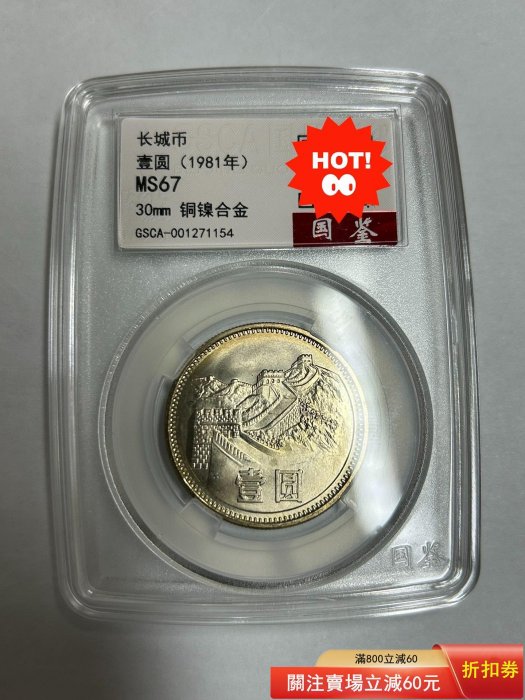 长城币
壹圆（1981年）
MS67
30mm 铜镍合金
GSCA-001271154
HOT!
国鉴
壹圆
国鉴
滿800立減60
關注賣場立減60元
折扣券